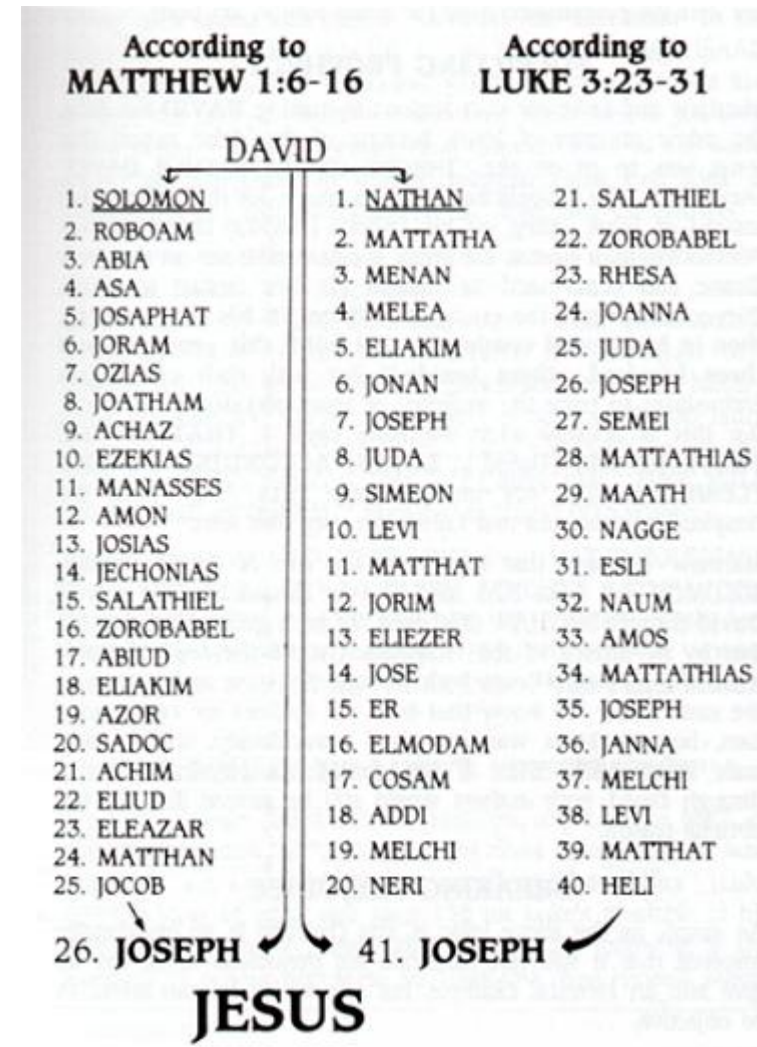 According to
MATTHEW 1:6-16
According to
LUKE 3:23-31
DAVID
1. SOLOMON
2. ROBOAM
3. ABIA
4. ASA
5. JOSAPHAT
6. JORAM
7. OZIAS
8. JOATHAM
9. ACHAZ
10. EZEKIAS
11. MANASSES
12. AMON
13. JOSIAS
14. JECHONIAS
15. SALATHIEL
16. ZOROBABEL
17. ABIUD
18. ELIAKIM
19. AZOR
20. SADOC
21. ACHIM
22. ELIUD
23. ELEAZAR
24. MATTHAN
25. JOCOB
26. JOSEPH
1. NATHAN
2. MATTATHA
3. MENAN
4. MELEA
5. ELIAKIM
6. JONAN
7. JOSEPH
8. JUDA
9. SIMEON
10. LEVI
11. MATTHAT
12. JORIM
13. ELIEZER
14. JOSE
15. ER
16. ELMODAM
17. COSAM
18. ADDI
19. MELCHI
20. NERI
21. SALATHIEL
22. ZOROBABEL
23. RHESA
24. JOANNA
25. JUDA
26. JOSEPH
27. SEMEI
28. MATTATHIAS
29. MAATH
30. NAGGE
31. ESLI
32. NAUM
33. AMOS
34. MATTATHIAS
35. JOSEPH
36. JANNA
37. MELCHI
38. LEVI
39. MATTHAT
40. HELI
41. JOSEPH
JESUS